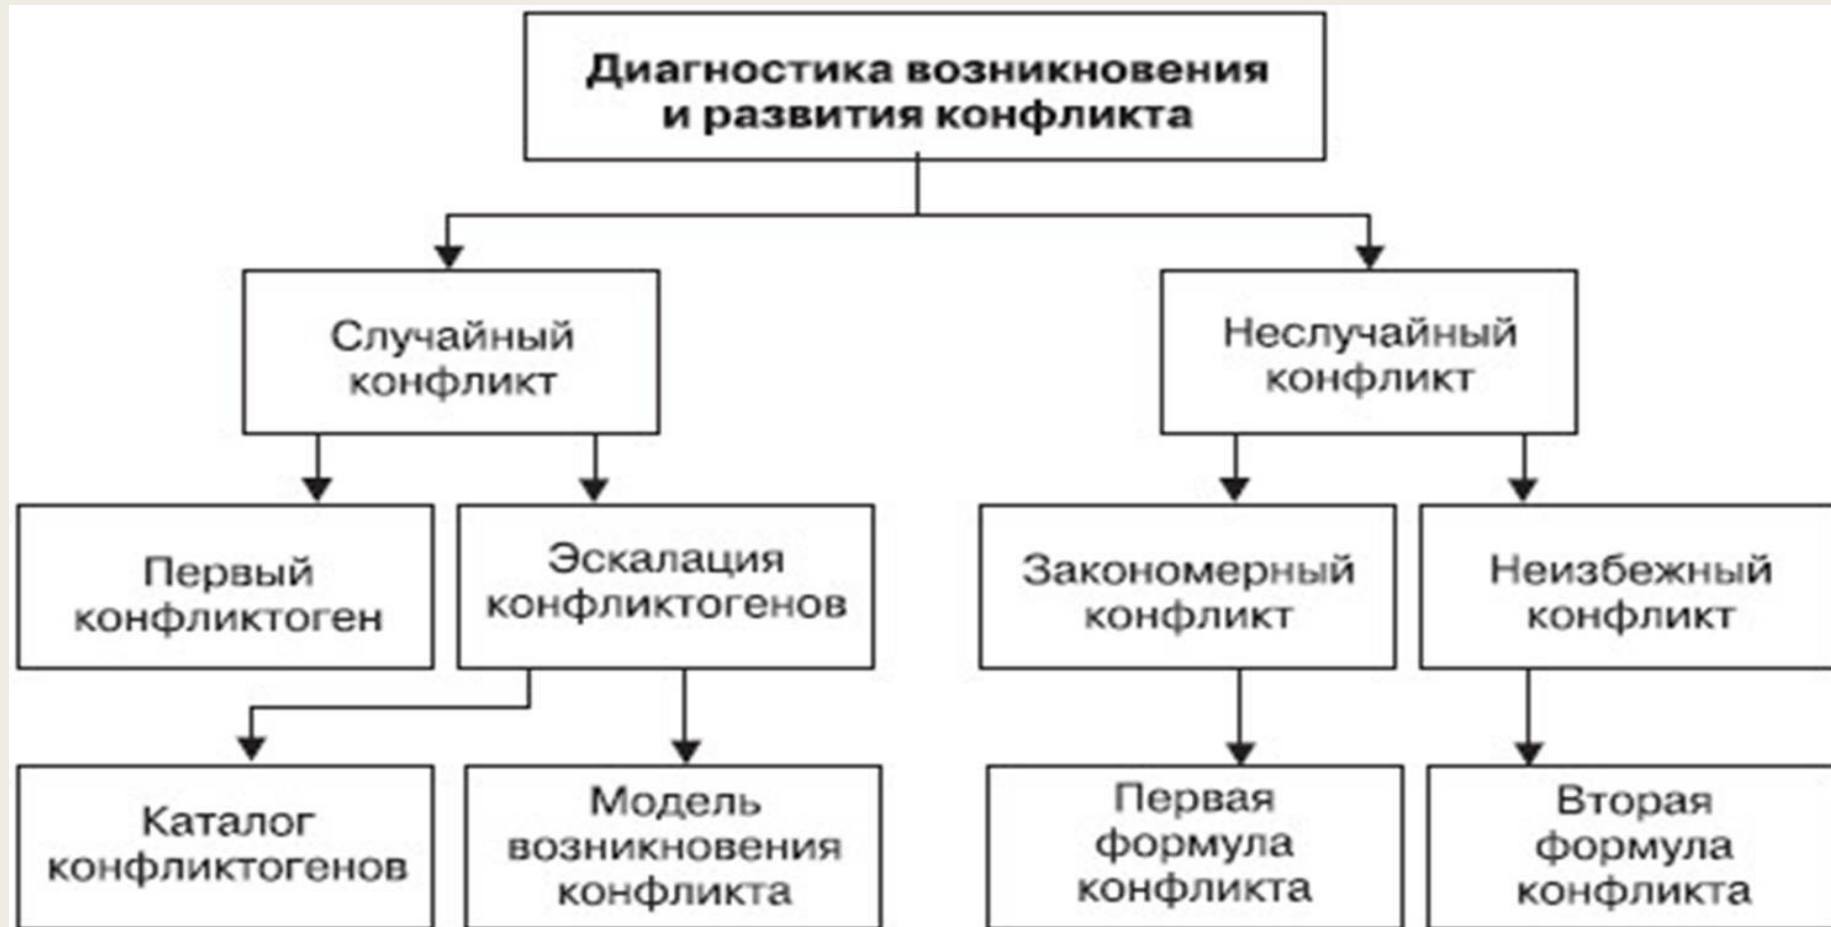 Диагностика возникновения
и развития конфликта
Случайный
конфликт
Неслучайный
конфликт
Первый
конфликтоген
Эскалация
конфликтогенов
Закономерный
конфликт
Неизбежный
конфликт
Каталог
конфликтогенов
Модель
возникновения
конфликта
Первая
формула
конфликта
Вторая
формула
конфликта